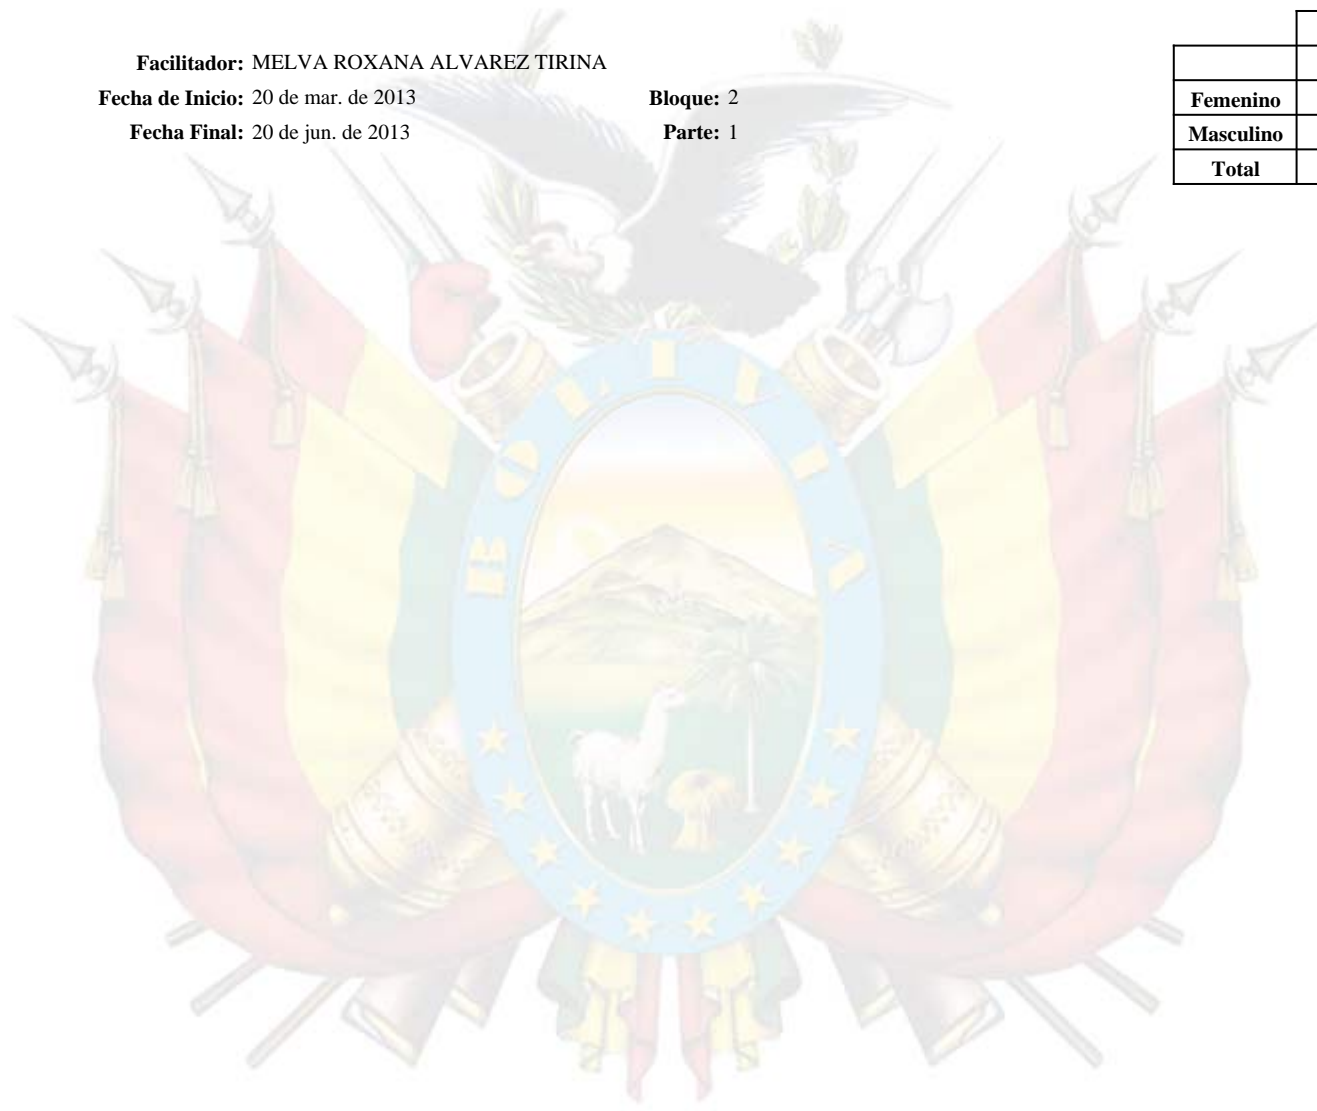 Facilitador: MELVA ROXANA ALVAREZ TIRINA
Fecha de Inicio: 20 de mar. de 2013 Bloque: 2
Fecha Final: 20 de jun. de 2013 Parte: 1
Femenino
Masculino
Total
BOLIVIA